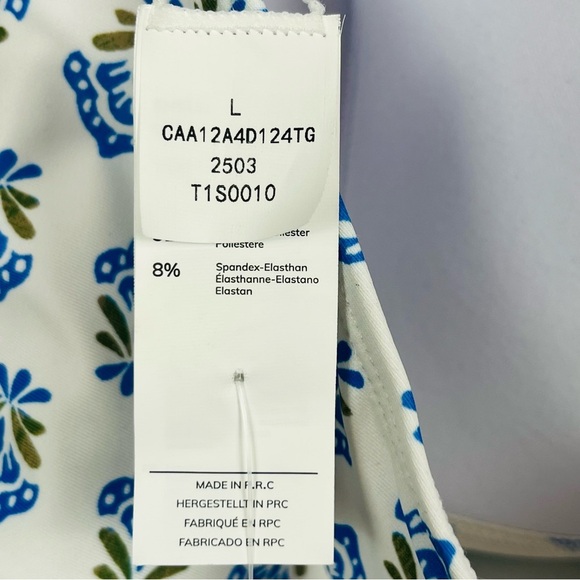 L
CAA12A4D124TG
2503
T1S0010
Poliestere
8% Spandex-Elasthan
Élasthanne-Elastano
Elastan
MADE IN P.R.C
HERGESTELLT IN PRC
FABRIQUÉ EN RPC
FABRICADO EN RPC